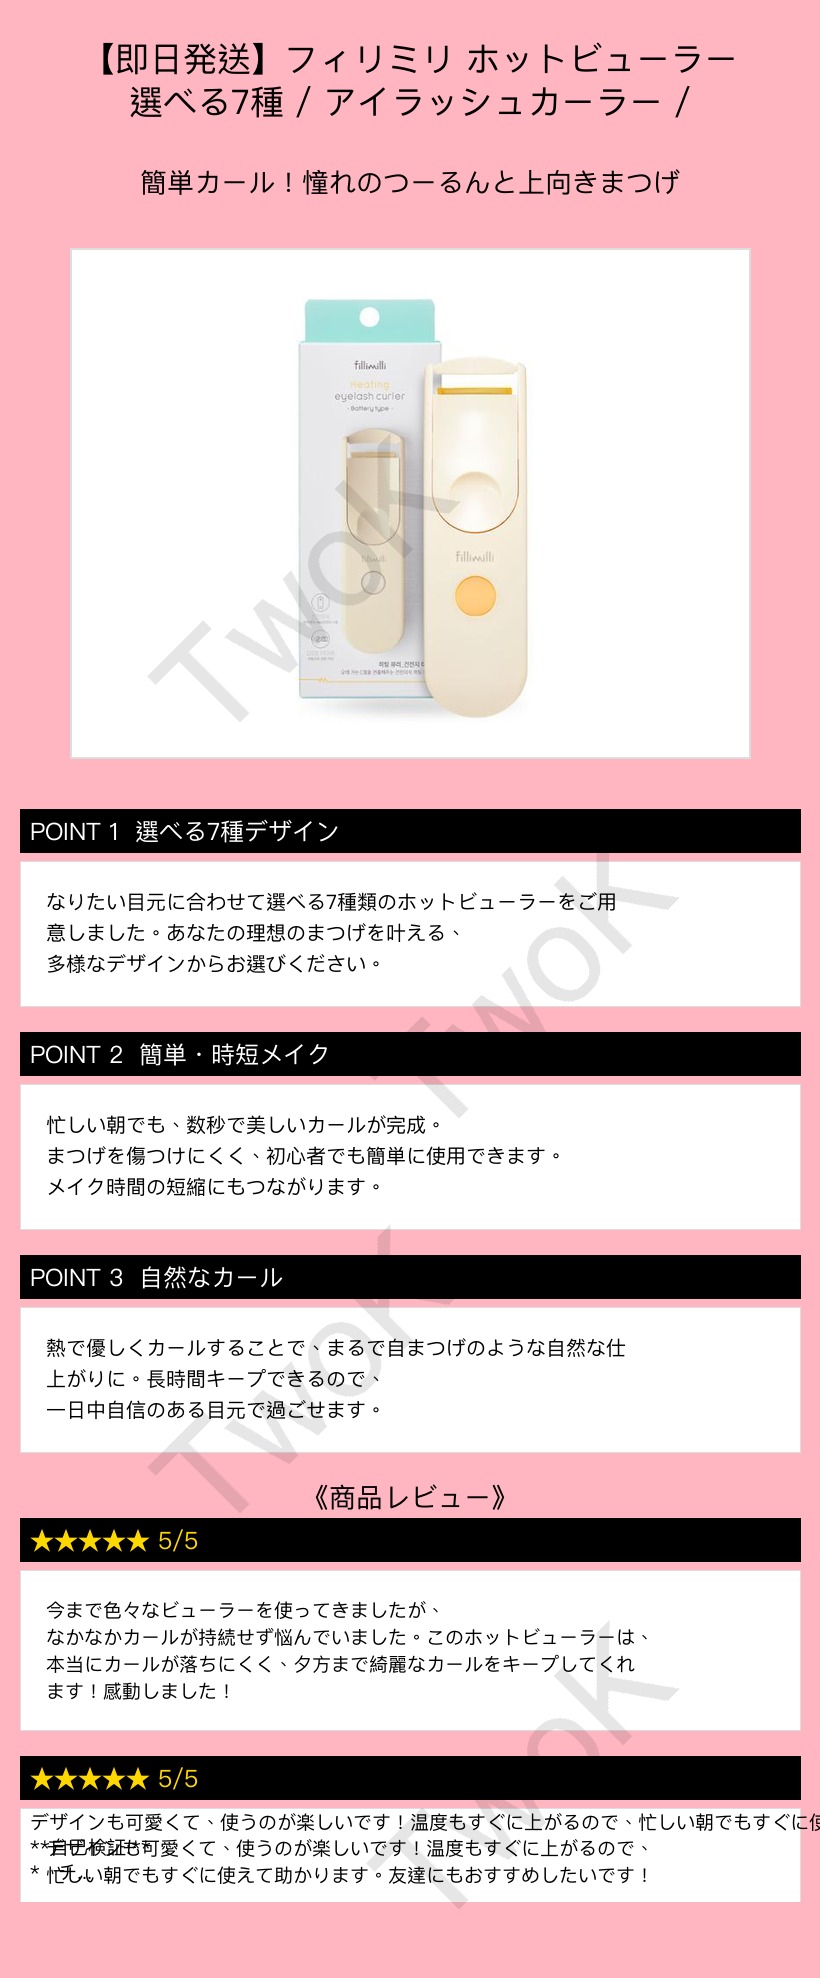 【即日発送】フィリミリ ホットビューラー
選べる7種 / アイラッシュカーラー /
簡単カール！憧れのつーるんと上向きまつげ
fillimilli
Heating
eyelash curler
- Battery type -
fillimilli
fillimilli
TwoK
POINT 1 選べる7種デザイン
なりたい目元に合わせて選べる7種類のホットビューラーをご用
意しました。あなたの理想のまつげを叶える、
多様なデザインからお選びください。
TwoK
POINT 2 簡単・時短メイク
忙しい朝でも、数秒で美しいカールが完成。
まつげを傷つけにくく、初心者でも簡単に使用できます。
メイク時間の短縮にもつながります。
POINT 3 自然なカール
熱で優しくカールすることで、まるで自まつげのような自然な仕
上がりに。長時間キープできるので、
一日中自信のある目元で過ごせます。
TwoK
《商品レビュー》
★★★★★ 5/5
今まで色々なビューラーを使ってきましたが、
なかなかカールが持続せず悩んでいました。このホットビューラーは、
本当にカールが落ちにくく、夕方まで綺麗なカールをキープしてくれ
ます！感動しました！
TwoK
★★★★★ 5/5
デザインも可愛くて、使うのが楽しいです！温度もすぐに上がるので、忙しい朝でもすぐに使
**自己検証**
デザインも可愛くて、使うのが楽しいです！温度もすぐに上がるので、
忙しい朝でもすぐに使えて助かります。友達にもおすすめしたいです！